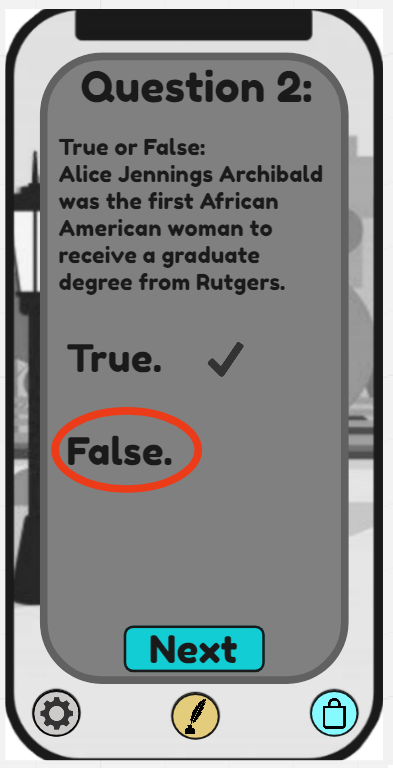 Question 2:
True or False:
Alice Jennings Archibald
was the first African
American woman to
receive a graduate
degree from Rutgers.
True.
False.
Next